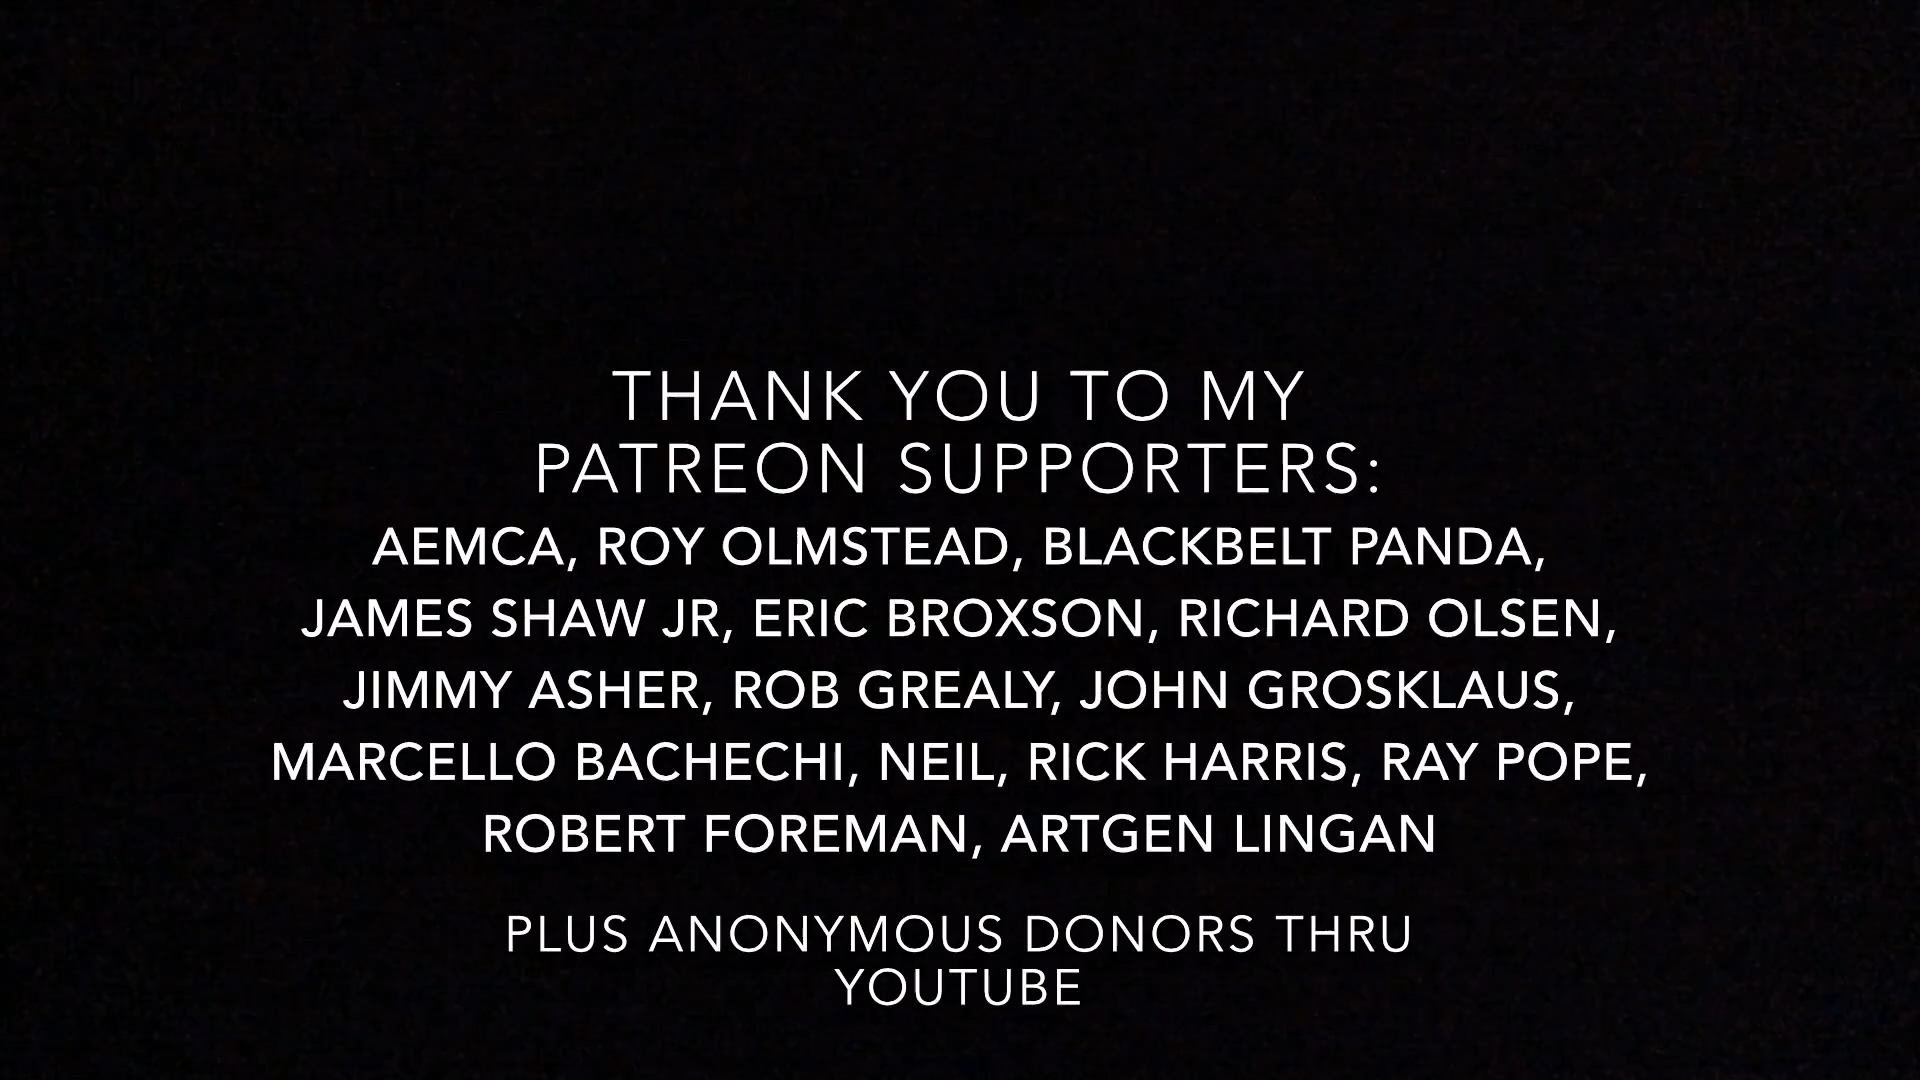 THANK YOU TO MY
PATREON SUPPORTERS:
AEMCA, ROY OLMSTEAD, BLACKBELT PANDA,
JAMES SHAW JR, ERIC BROXSON, RICHARD OLSEN,
JIMMY ASHER, ROB GREALY, JOHN GROSKLAUS,
MARCELLO BACHECHI, NEIL, RICK HARRIS, RAY POPE,
ROBERT FOREMAN, ARTGEN LINGAN
PLUS ANONYMOUS DONORS THRU
YOUTUBE